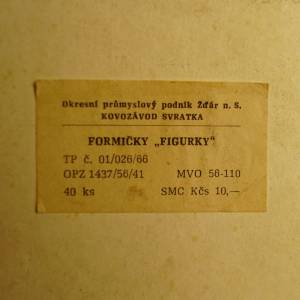 Okresní průmyslový podnik Žďár n. S.
KOVOZÁVOD SVRATKA
FORMIČKY „FIGURKY“
TP č. 01/026/66
OPZ 1437/56/41 MVO 56-110
40 ks SMC Kčs 10,—